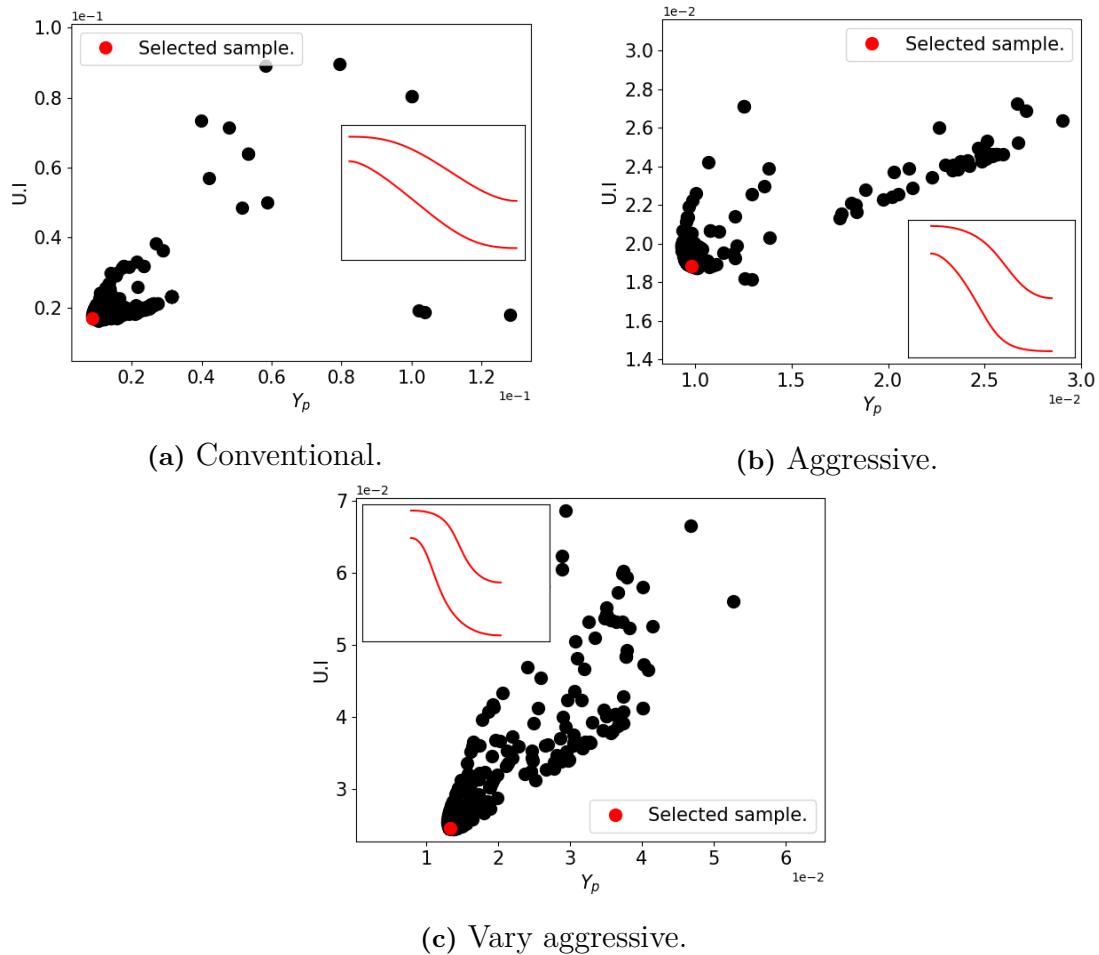 1e−1
1e−2
1.0
Selected sample.
Selected sample.
3.0
0.8
2.8
2.6
0.6
2.4
U.I
U.I
2.2
0.4
2.0
1.8
0.2
1.6
1.4
0.2 0.4 0.6 0.8 1.0 1.2
1.0 1.5 2.0 2.5 3.0
1e−1
1e−2
Yp
Yp
(a) Conventional.
(b) Aggressive.
1e−2
7
6
5
U.I
4
3
Selected sample.
1 2 3 4 5 6
1e−2
Yp
(c) Vary aggressive.